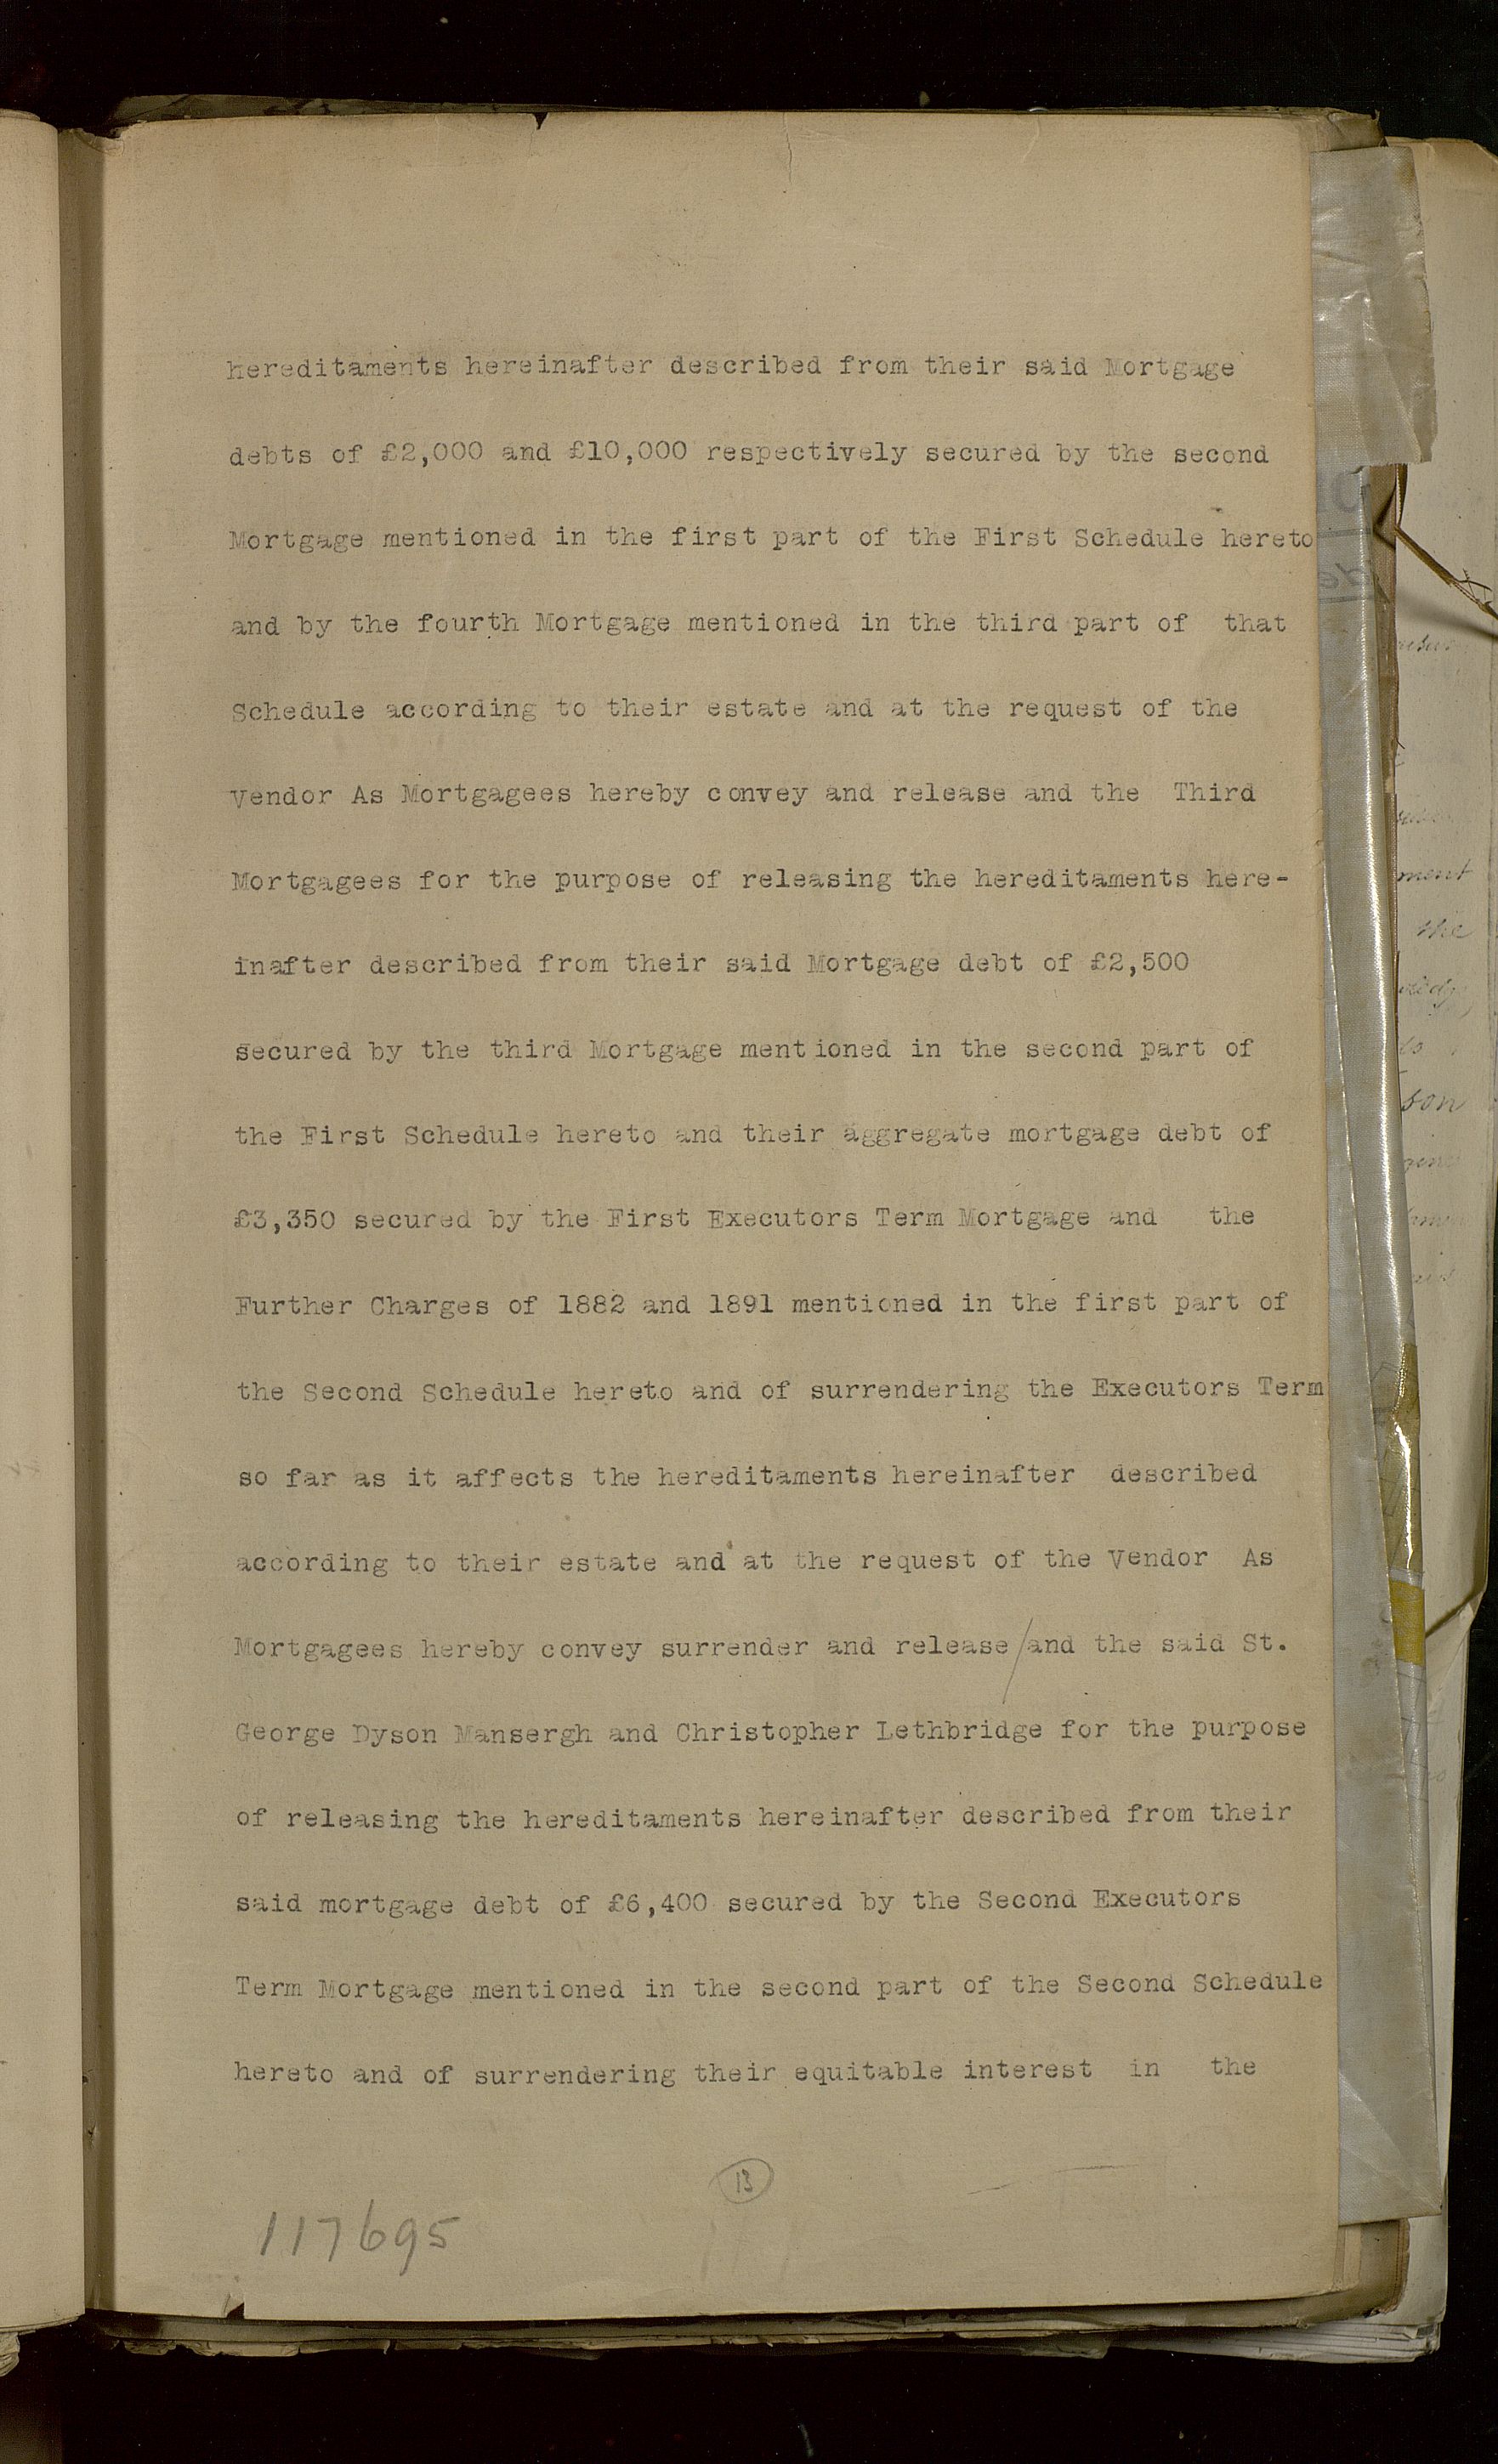 hereditaments hereinafter described from their said Mortgage
debts of £2,000 and £10,000 respectively secured by the second
Mortgage mentioned in the first part of the First Schedule hereto
and by the fourth Mortgage mentioned in the third part of that
Schedule according to their estate and at the request of the
Vendor As Mortgagees hereby convey and release and the Third
Mortgagees for the purpose of releasing the hereditaments here-
inafter described from their said Mortgage debt of £2,500
secured by the third Mortgage mentioned in the second part of
the First Schedule hereto and their aggregate mortgage debt of
£3,350 secured by the First Executors Term Mortgage and the
Further Charges of 1882 and 1891 mentioned in the first part of
the Second Schedule hereto and of surrendering the Executors Term
so far as it affects the hereditaments hereinafter described
according to their estate and at the request of the Vendor As
Mortgagees hereby convey surrender and release/and the said St.
George Dyson Mansergh and Christopher Lethbridge for the purpose
of releasing the hereditaments hereinafter described from their
said mortgage debt of £6,400 secured by the Second Executors
Term Mortgage mentioned in the second part of the Second Schedule
hereto and of surrendering their equitable interest in the
13
117695
ment
the
son